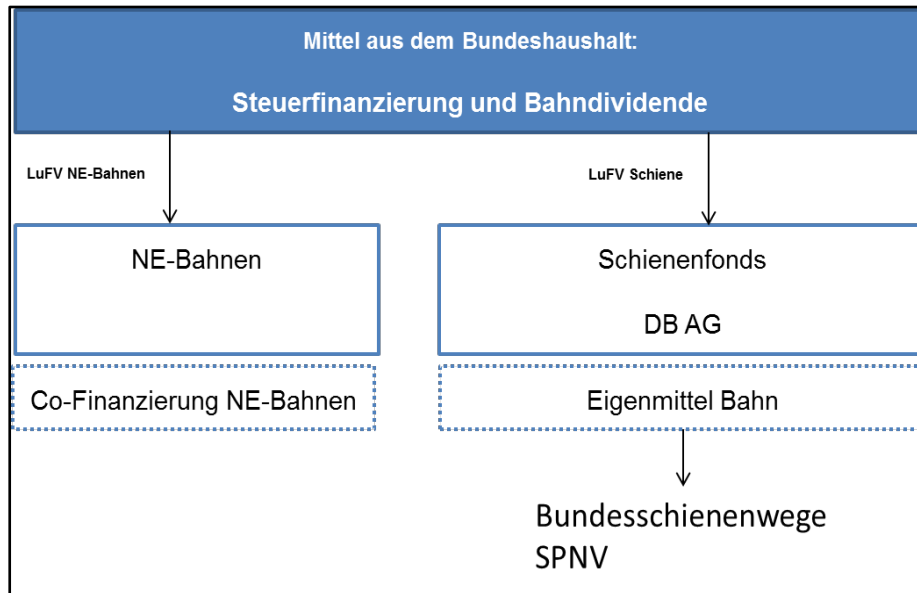 Mittel aus dem Bundeshaushalt:
Steuerfinanzierung und Bahndividende
LuFV NE-Bahnen
LuFV Schiene
NE-Bahnen
Schienenfonds
DB AG
Co-Finanzierung NE-Bahnen
Eigenmittel Bahn
Bundesschienenwege
SPNV